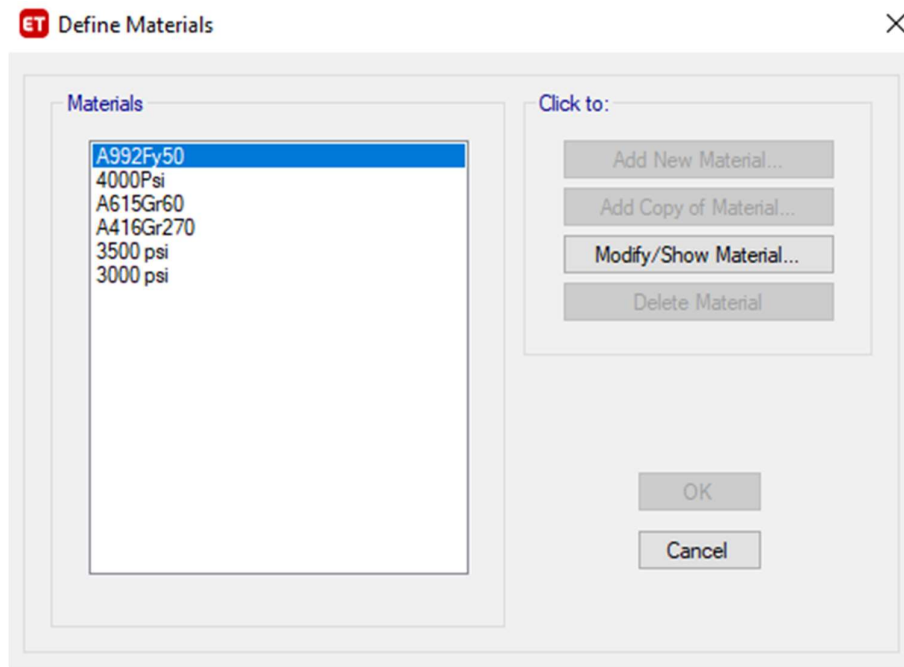 ET Define Materials
Materials
A992Fy50
4000Psi
A615Gr60
A416Gr270
3500 psi
3000 psi
Click to:
Add New Material...
Add Copy of Material...
Modify/Show Material...
Delete Material
OK
Cancel